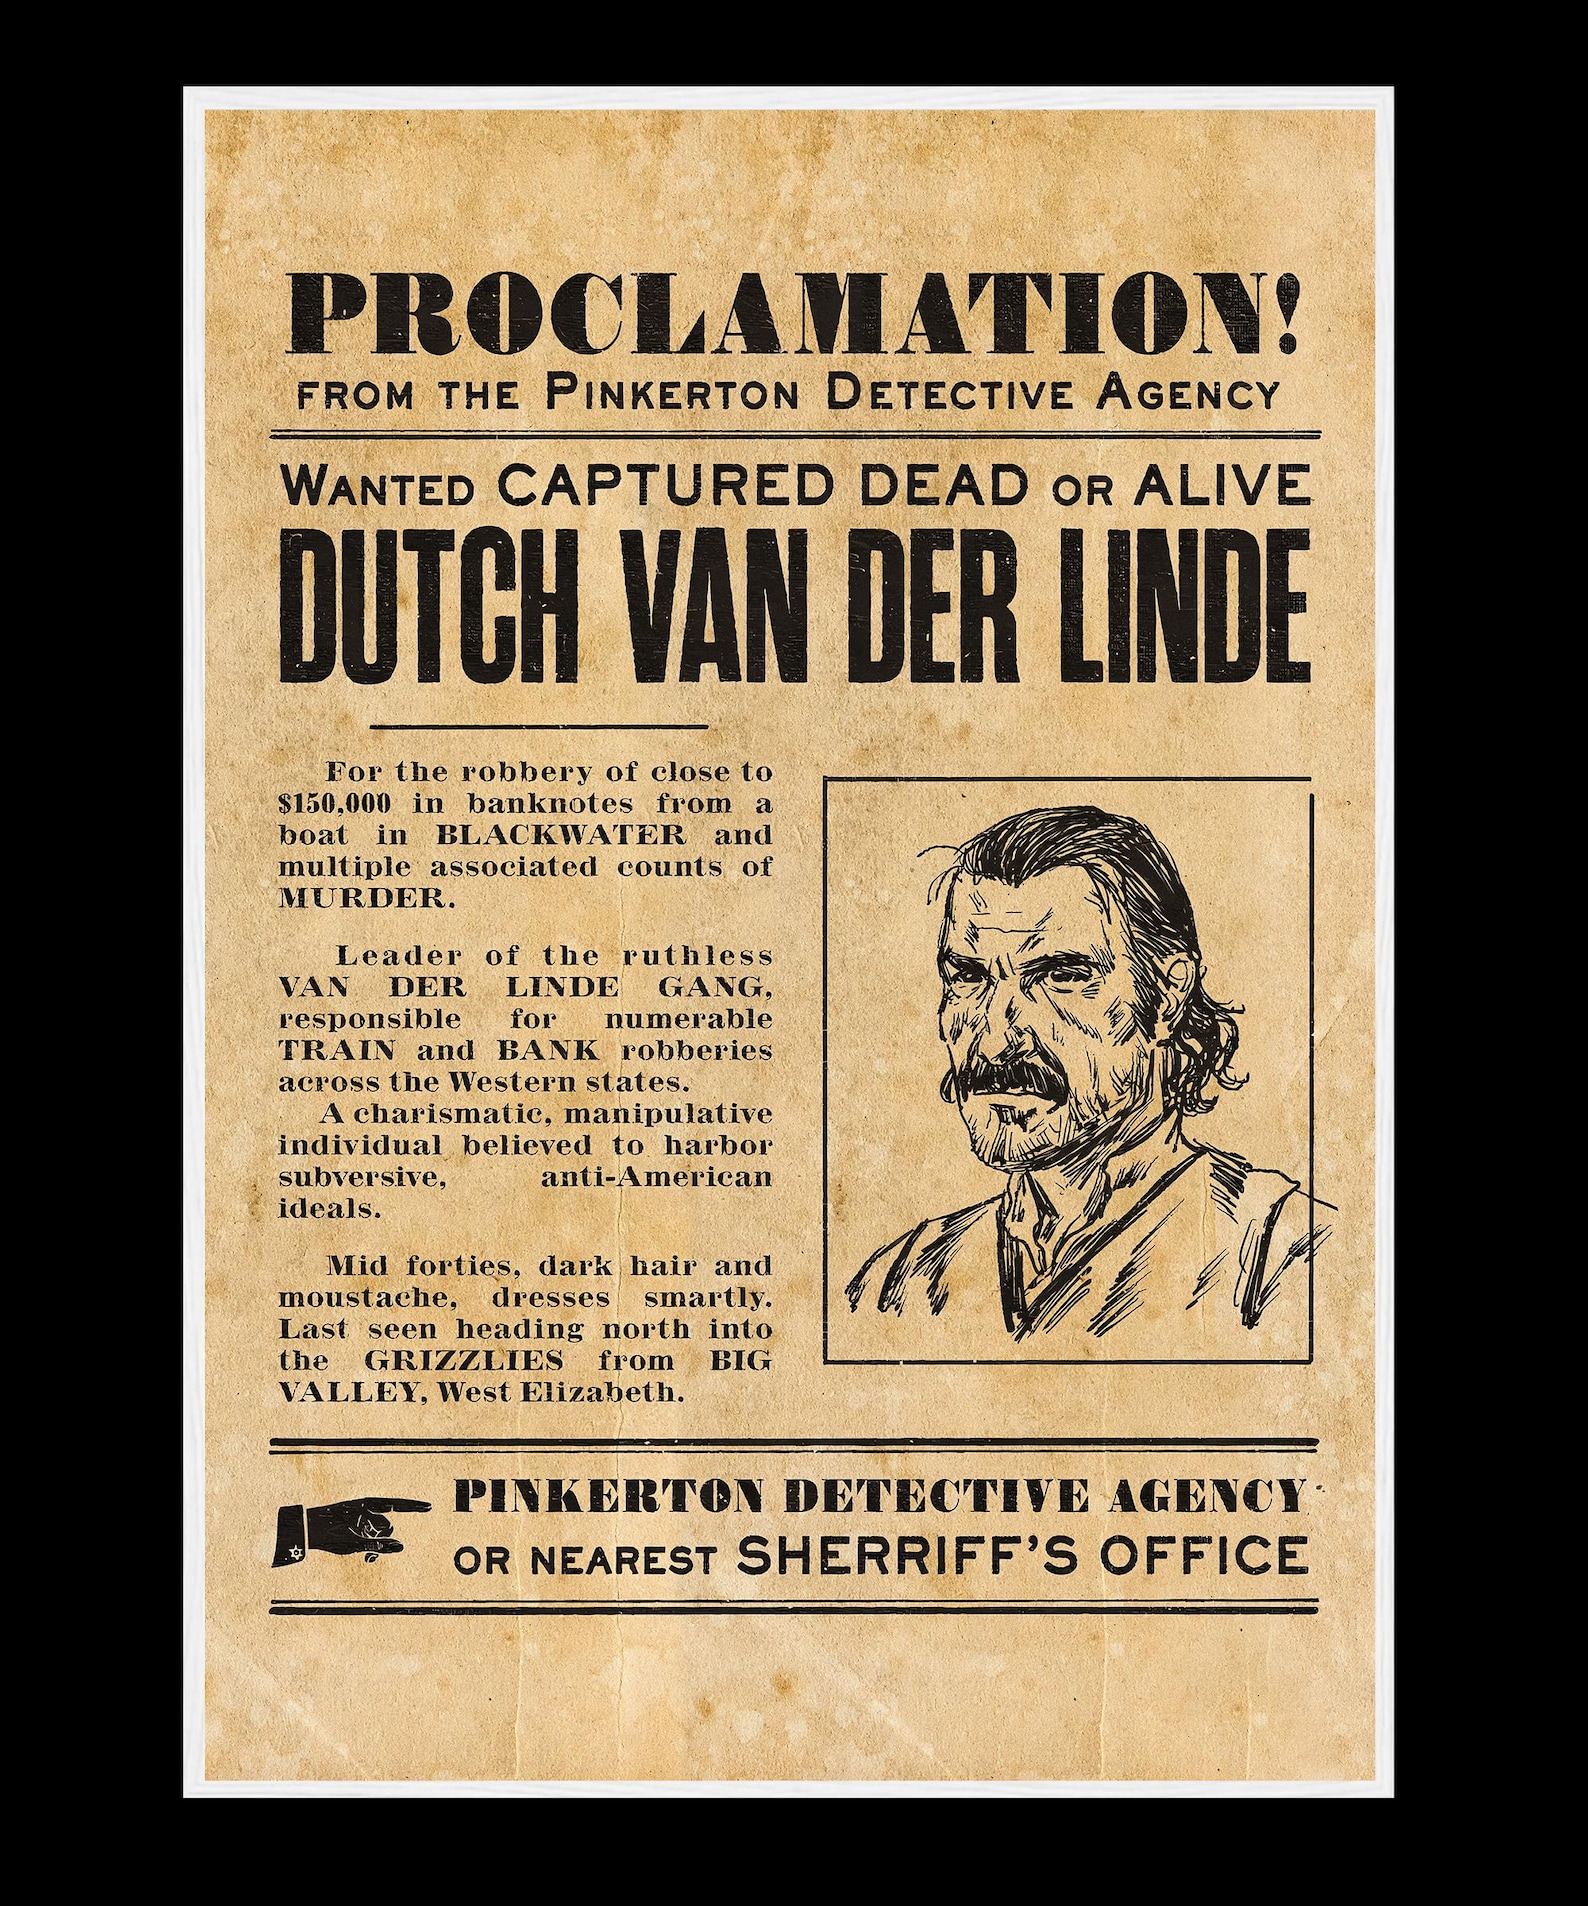 PROCLAMATION!
FROM THE PINKERTON DETECTIVE AGENCY
WANTED CAPTURED DEAD OR ALIVE
DUTCH VAN DER LINDE
For the robbery of close to
$150,000 in banknotes from a
boat in BLACKWATER and
multiple associated counts of
MURDER.
Leader of the ruthless
VAN DER LINDE GANG,
responsible for numerable
TRAIN and BANK robberies
across the Western states.
A charismatic, manipulative
individual believed to harbor
subversive, anti-American
ideals.
Mid forties, dark hair and
moustache, dresses smartly.
Last seen heading north into
the GRIZZLIES from BIG
VALLEY, West Elizabeth.
PINKERTON DETECTIVE AGENCY
OR NEAREST SHERRIFF'S OFFICE